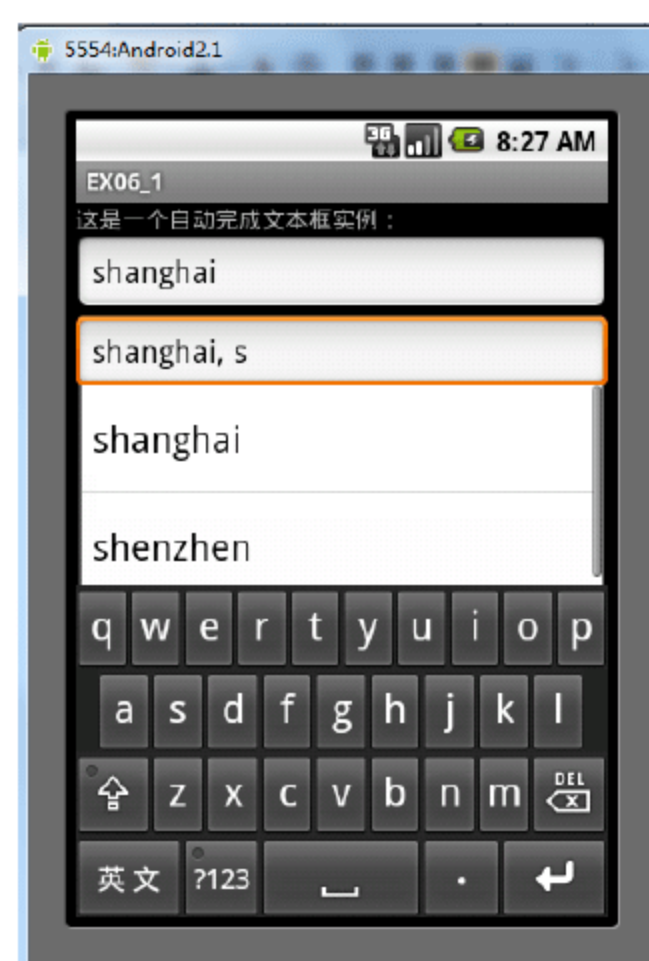 5554:Android2.1
3G 8:27 AM
EX06_1
这是一个自动完成文本框实例：
shanghai
shanghai, s
shanghai
shenzhen
q w e r t y u i o p
a s d f g h j k l
z x c v b n m DEL
英文 ?123 .